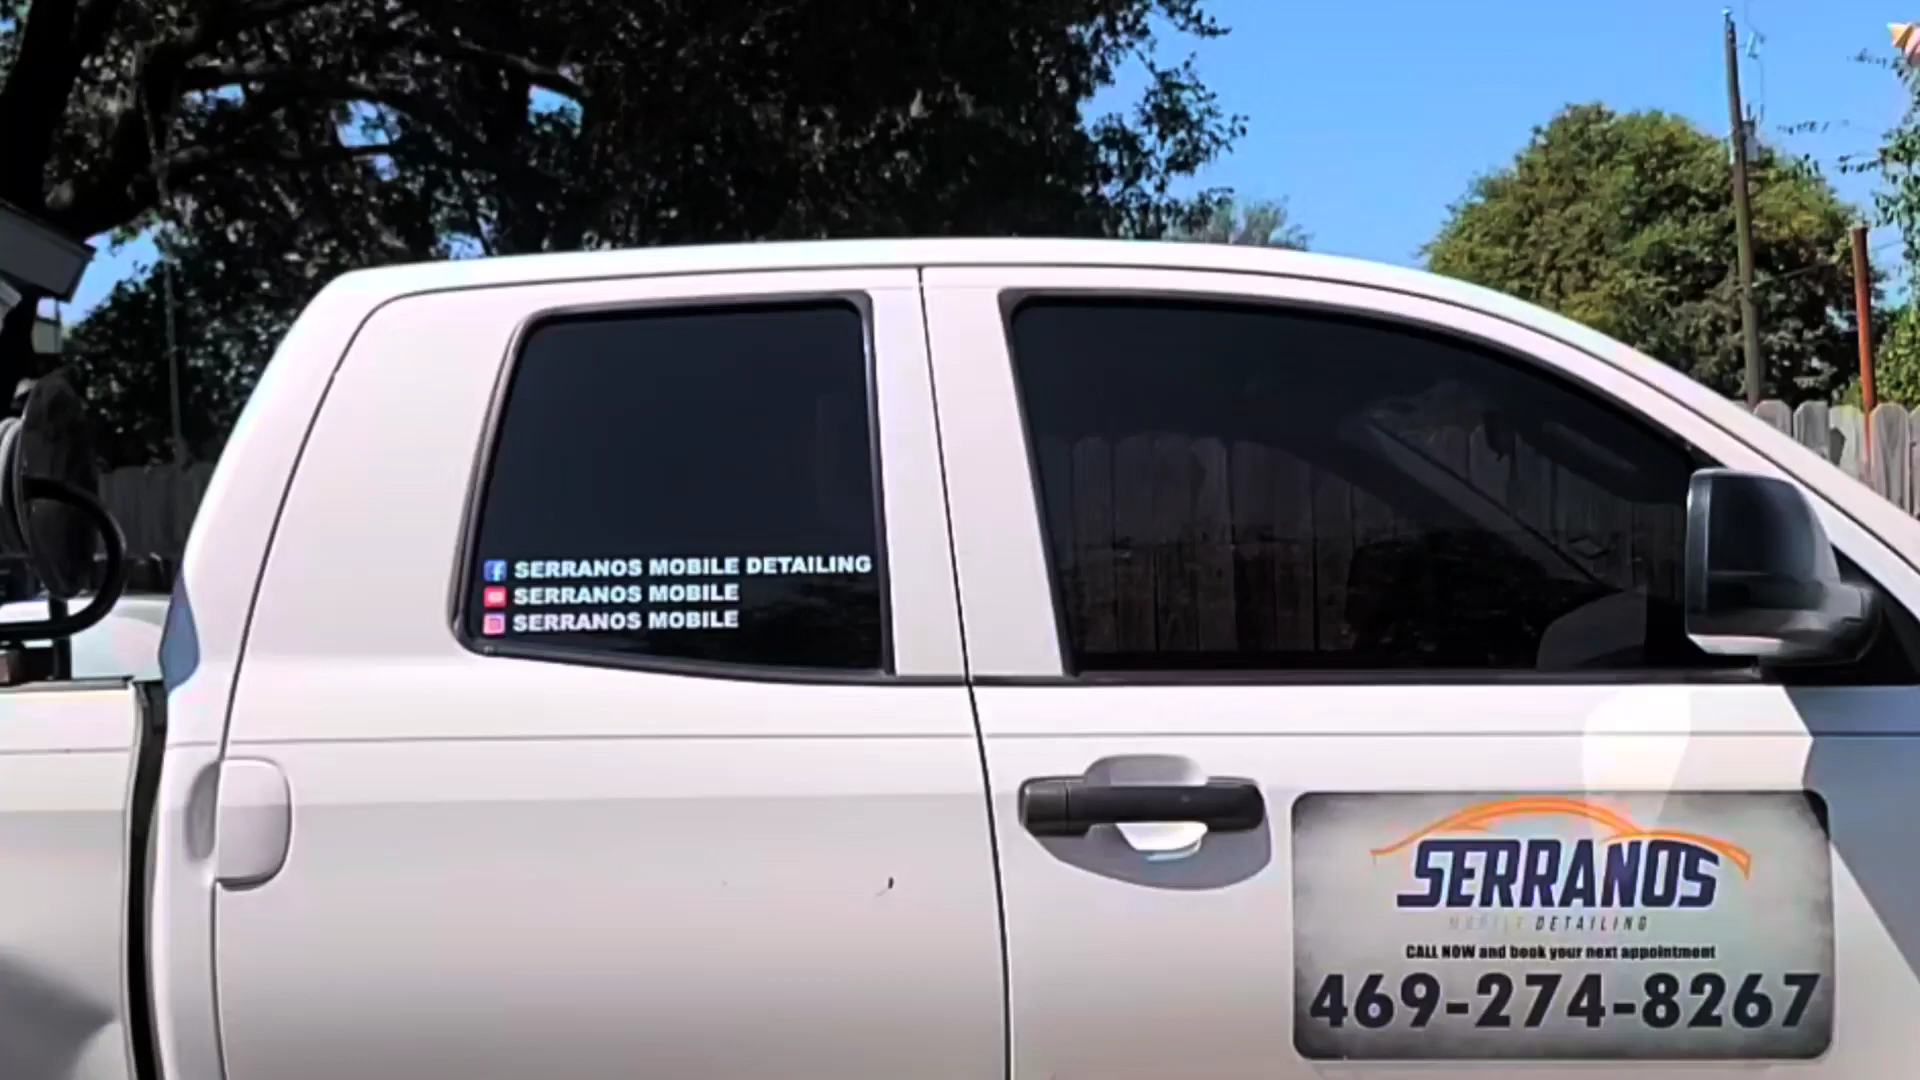 SERRANOS MOBILE DETAILING
SERRANOS MOBILE
SERRANOS MOBILE
SERRANOS
MOBILE DETAILING
CALL NOW and book your next appointment
469-274-8267